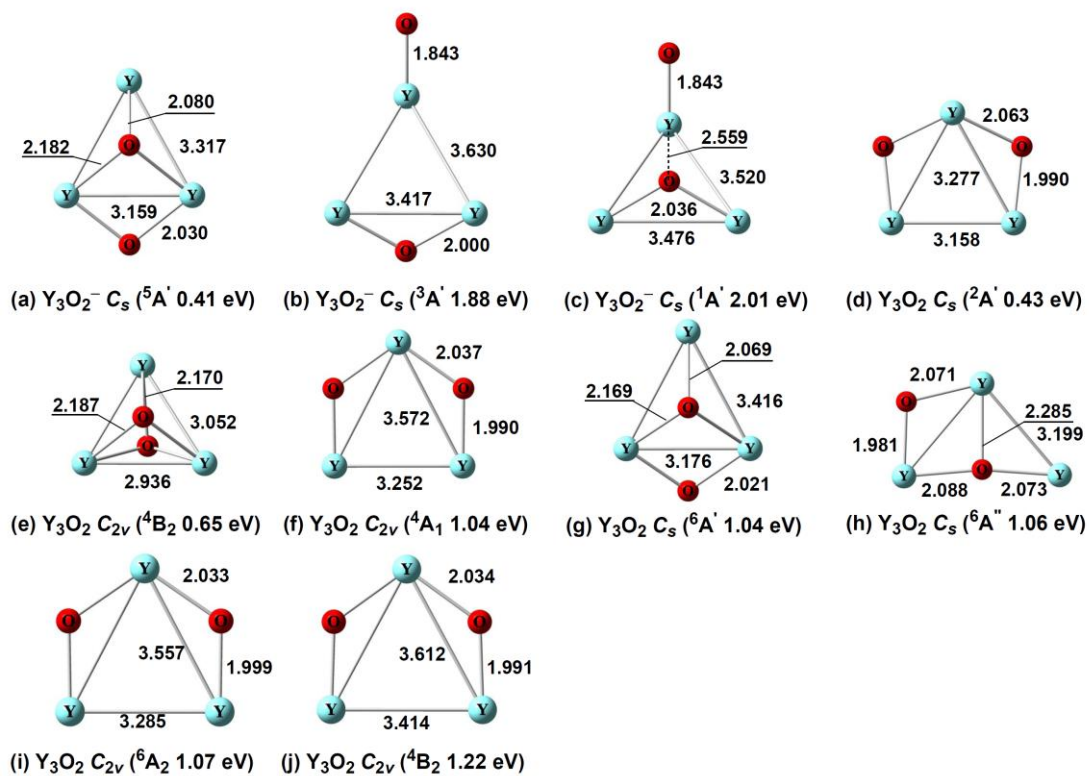 O
1.843
Y
3.630
3.417
Y Y
O
2.000
O
1.843
Y
2.559
3.520
O
2.036
Y Y
3.476
Y
2.080
2.182
O
3.317
Y Y
3.159
O
2.030
Y
2.063
O O
3.277
1.990
Y Y
3.158
(a) Y₃O₂⁻ Cₛ (⁵A' 0.41 eV)
(b) Y₃O₂⁻ Cₛ (³A' 1.88 eV)
(c) Y₃O₂⁻ Cₛ (¹A' 2.01 eV)
(d) Y₃O₂ Cₛ (²A' 0.43 eV)
Y
2.170
2.187
O
3.052
O
Y Y
2.936
Y
2.037
O O
3.572
1.990
Y Y
3.252
Y
2.069
2.169
O
3.416
Y Y
3.176
O
2.021
2.071
Y
O
2.285
3.199
1.981
Y O Y
2.088 2.073
(e) Y₃O₂ C₂ᵥ (⁴B₂ 0.65 eV)
(f) Y₃O₂ C₂ᵥ (⁴A₁ 1.04 eV)
(g) Y₃O₂ Cₛ (⁶A' 1.04 eV)
(h) Y₃O₂ Cₛ (⁶A" 1.06 eV)
Y
2.033
O O
3.557
1.999
Y Y
3.285
Y
2.034
O O
3.612
1.991
Y Y
3.414
(i) Y₃O₂ C₂ᵥ (⁶A₂ 1.07 eV)
(j) Y₃O₂ C₂ᵥ (⁴B₂ 1.22 eV)